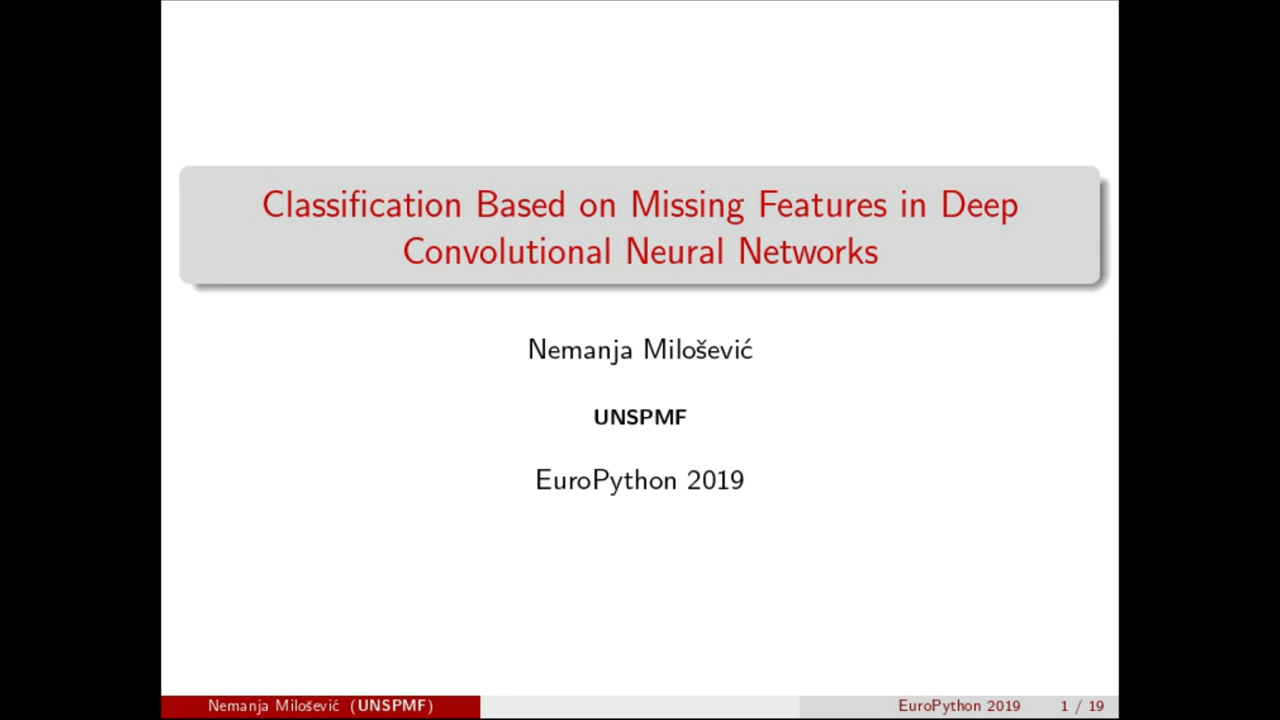 Classification Based on Missing Features in Deep
Convolutional Neural Networks
Nemanja Milošević
UNSPMF
EuroPython 2019
Nemanja Milošević (UNSPMF)
EuroPython 2019
1 / 19